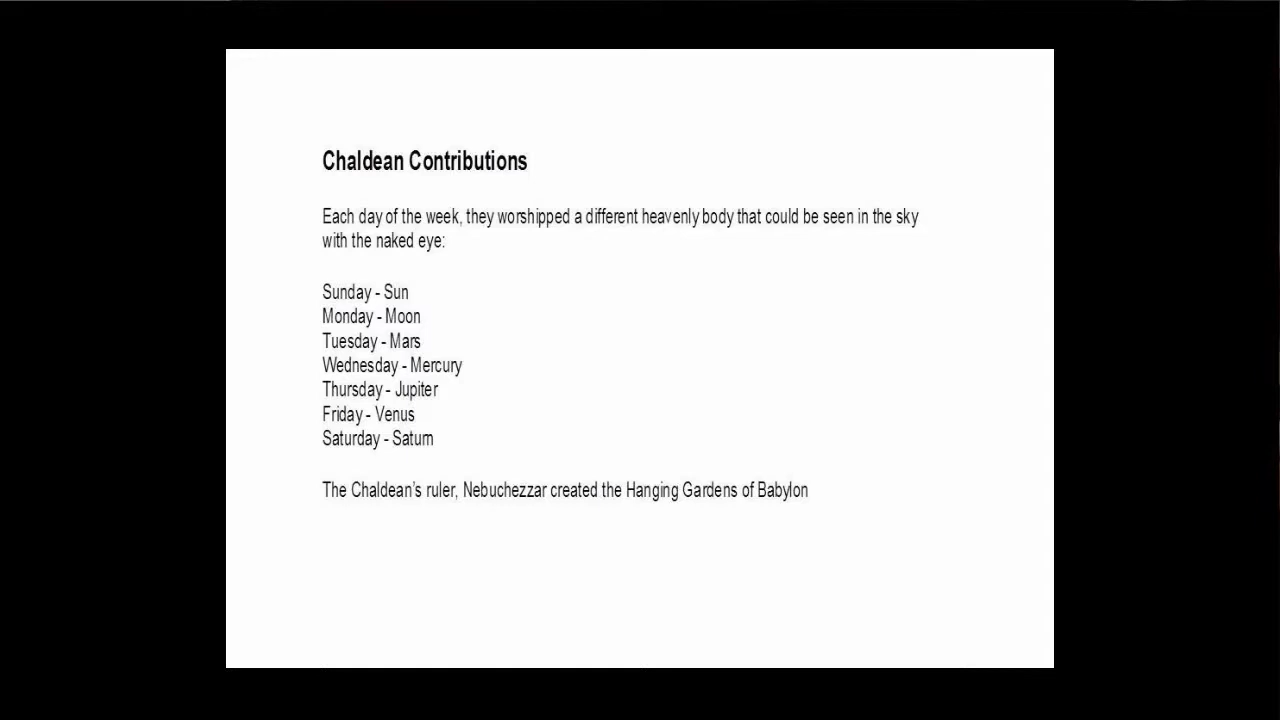 Chaldean Contributions
Each day of the week, they worshipped a different heavenly body that could be seen in the sky
with the naked eye:
Sunday - Sun
Monday - Moon
Tuesday - Mars
Wednesday - Mercury
Thursday - Jupiter
Friday - Venus
Saturday - Saturn
The Chaldean's ruler, Nebuchezzar created the Hanging Gardens of Babylon